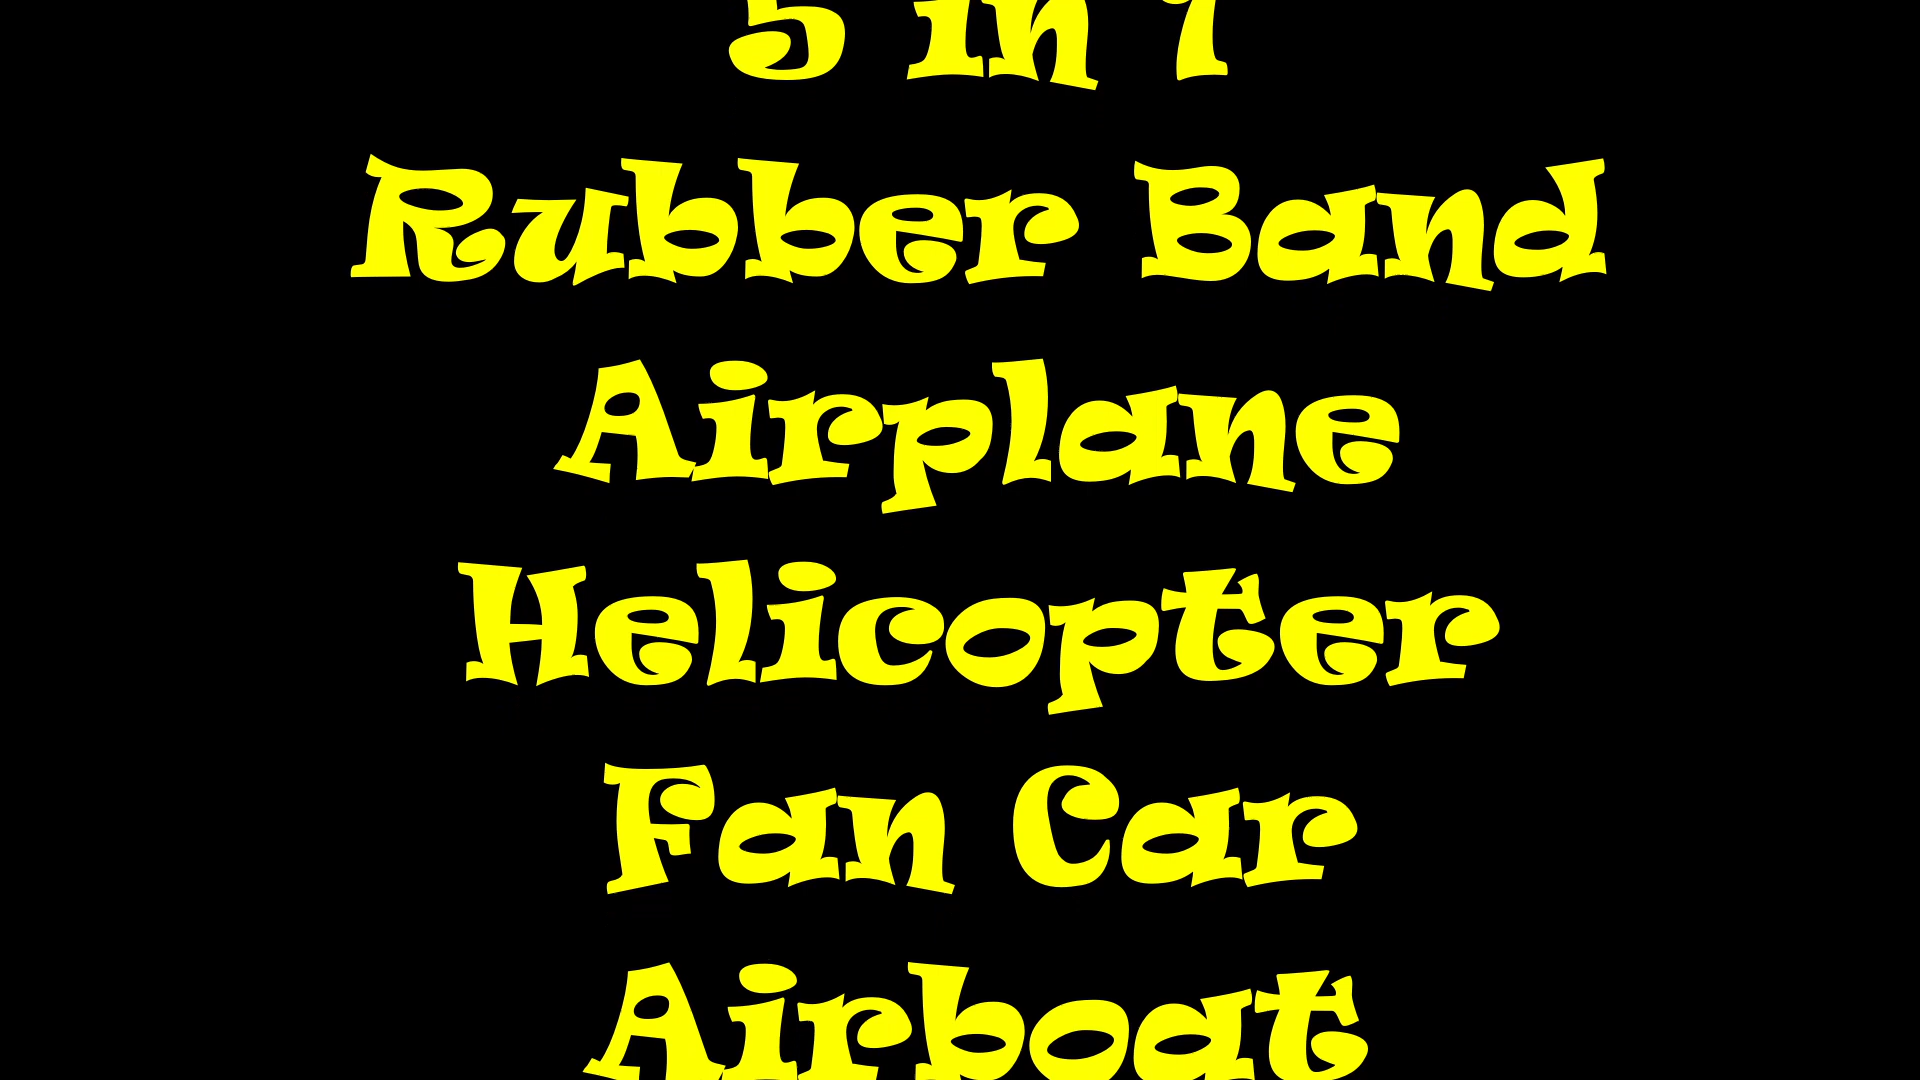 5 in 1
Rubber Band
Airplane
Helicopter
Fan Car
Airboat